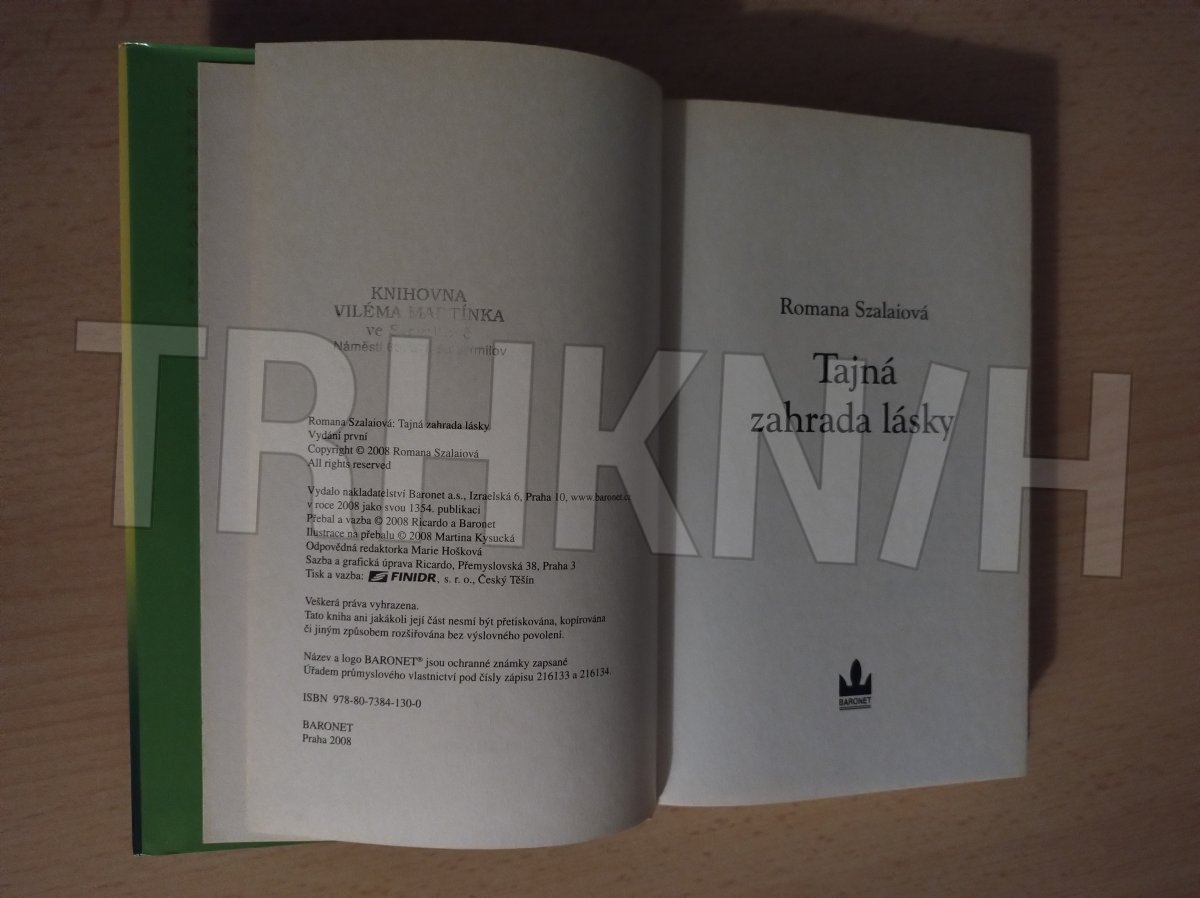 KNIHOVNA
VILÉMA MARTÍNKA
ve
Náměstí
Romana Szalaiová: Tajná zahrada lásky
Vydání první
Copyright © 2008 Romana Szalaiová
All rights reserved
Vydalo nakladatelství Baronet a.s., Izraelská 6, Praha 10, www.baronet.cz
v roce 2008 jako svou 1354. publikaci
Přebal a vazba © 2008 Ricardo a Baronet
Ilustrace na přebalu © 2008 Martina Kysucká
Odpovědná redaktorka Marie Hošková
Sazba a grafická úprava Ricardo, Přemyslovská 38, Praha 3
Tisk a vazba: FINIDR, s. r. o., Český Těšín
Veškerá práva vyhrazena.
Tato kniha ani jakákoli její část nesmí být přetiskována, kopírována
či jiným způsobem rozšiřována bez výslovného povolení.
Název a logo BARONET® jsou ochranné známky zapsané
Úřadem průmyslového vlastnictví pod čísly zápisu 216133 a 216134.
ISBN 978-80-7384-130-0
BARONET
Praha 2008
Romana Szalaiová
Tajná
zahrada lásky
BARONET
TRHKNIH